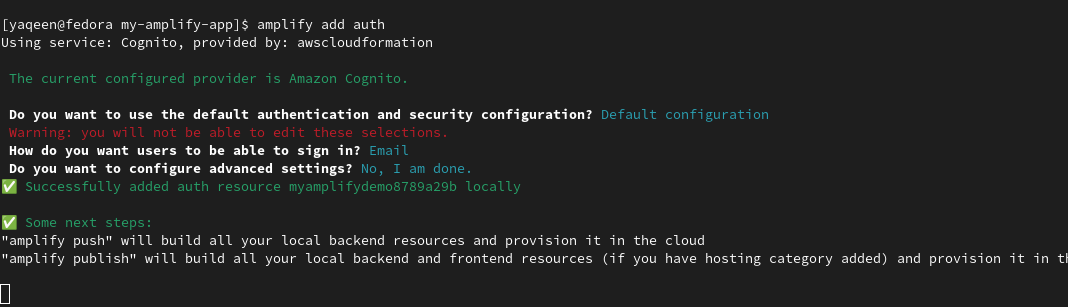 [yaqeen@fedora my-amplify-app]$ amplify add auth
Using service: Cognito, provided by: awscloudformation
The current configured provider is Amazon Cognito.
Do you want to use the default authentication and security configuration? Default configuration
Warning: you will not be able to edit these selections.
How do you want users to be able to sign in? Email
Do you want to configure advanced settings? No, I am done.
✅ Successfully added auth resource myamplifydemo8789a29b locally
✅ Some next steps:
"amplify push" will build all your local backend resources and provision it in the cloud
"amplify publish" will build all your local backend and frontend resources (if you have hosting category added) and provision it in